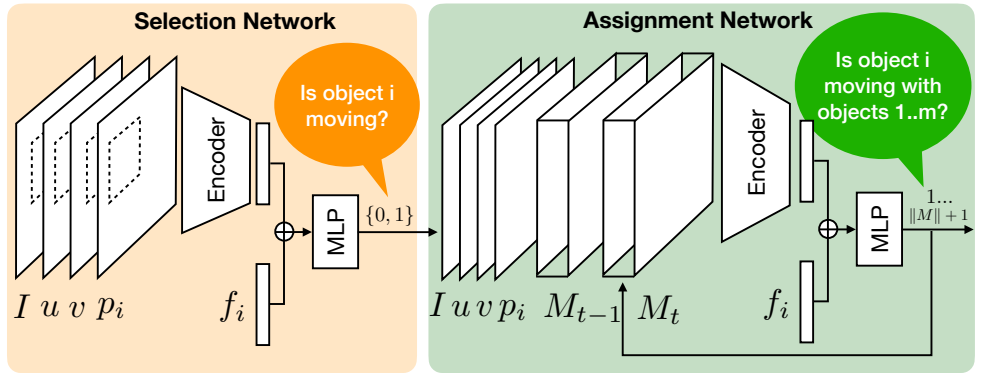 Selection Network
Is object i
moving?
Encoder
MLP
{0, 1}
I u v p_i
f_i
Assignment Network
Is object i
moving with
objects 1..m?
Encoder
MLP
1...
‖M‖ + 1
I u v p_i M_{t−1} M_t
f_i